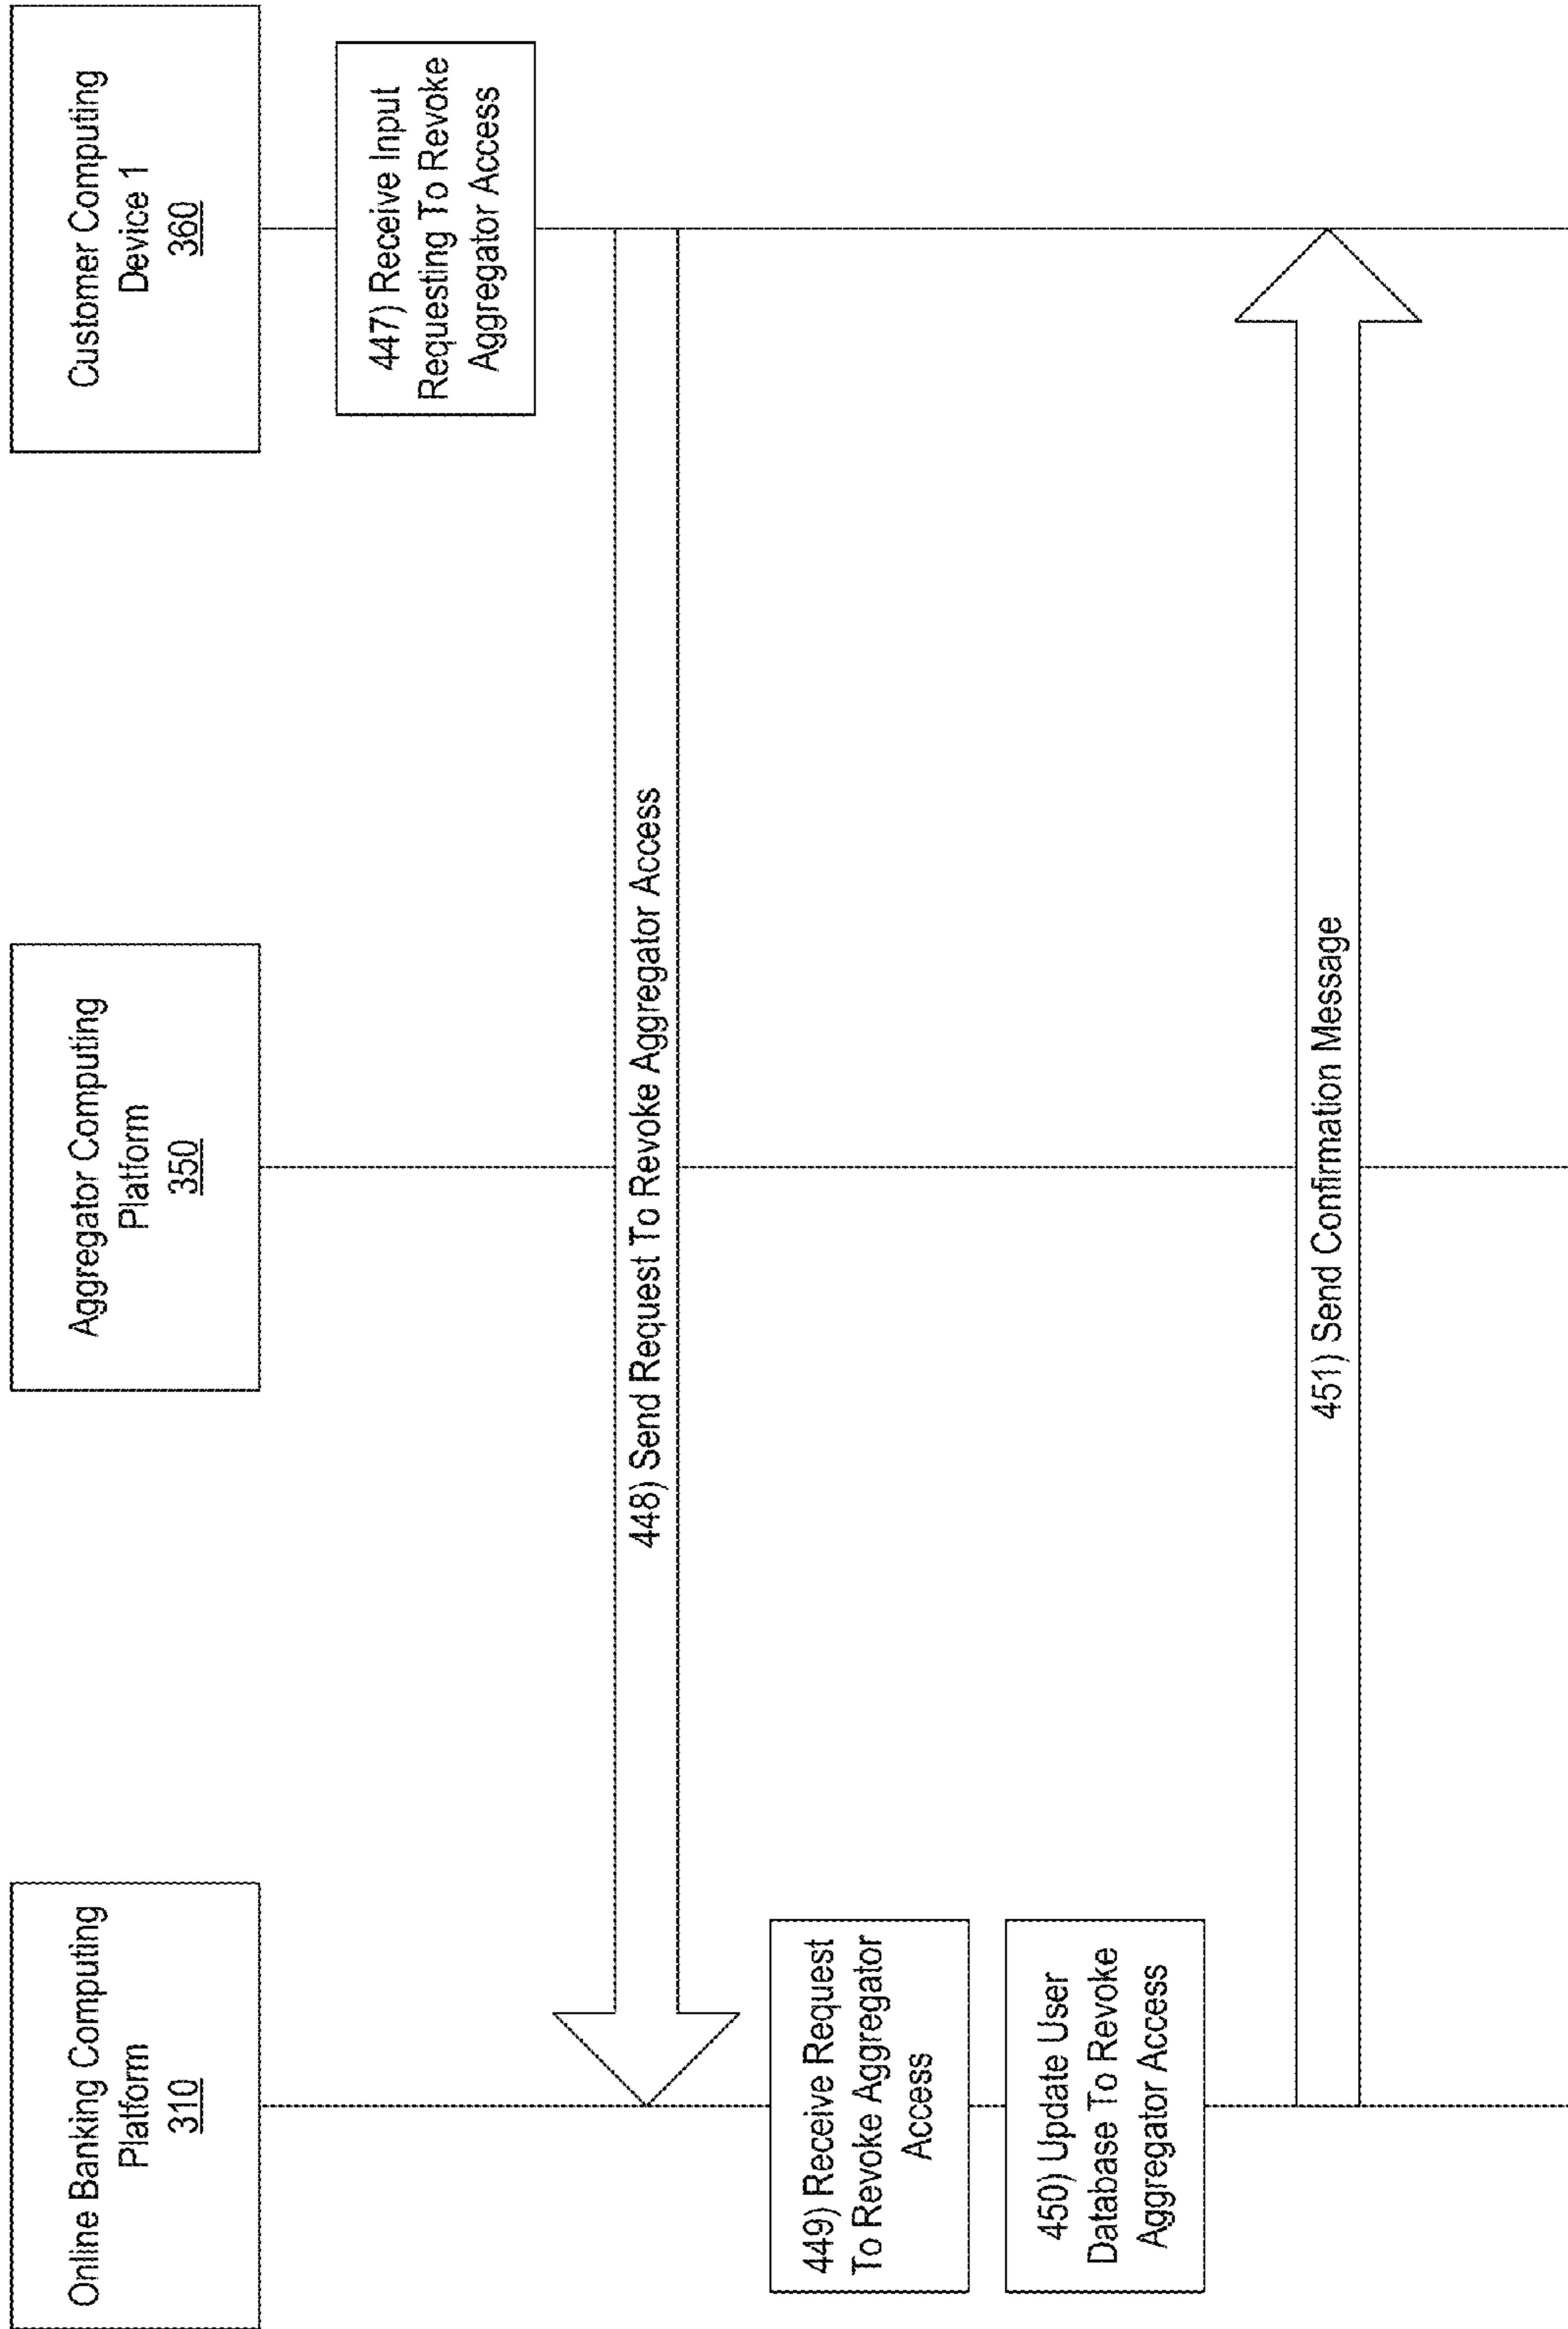 Online Banking Computing
Platform
310
Aggregator Computing
Platform
350
Customer Computing
Device 1
360
447) Receive Input
Requesting To Revoke
Aggregator Access
448) Send Request To Revoke Aggregator Access
449) Receive Request
To Revoke Aggregator
Access
450) Update User
Database To Revoke
Aggregator Access
451) Send Confirmation Message